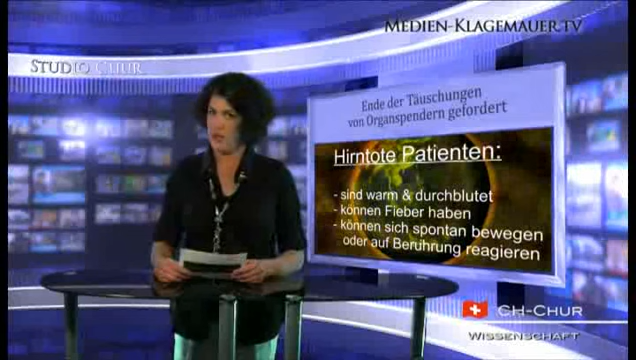 MEDIEN-KLAGEMAUER.TV
STUDIO CHUR
Ende der Täuschungen
von Organspendern gefordert
Hirntote Patienten:
- sind warm & durchblutet
- können Fieber haben
- können sich spontan bewegen
oder auf Berührung reagieren
CH-CHUR
WISSENSCHAFT